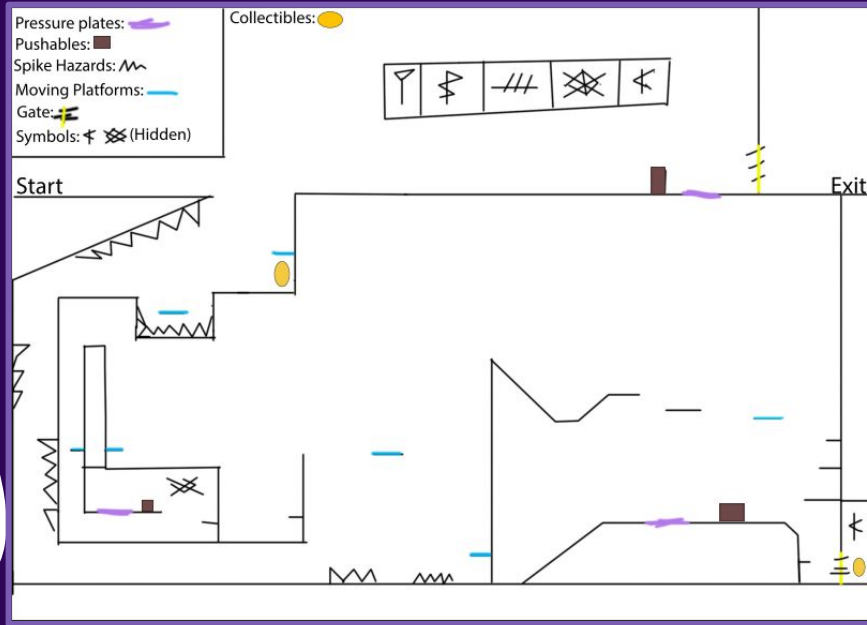 Pressure plates:
Pushables:
Spike Hazards:
Moving Platforms:
Gate:
Symbols: (Hidden)
Collectibles:
Start
Exit